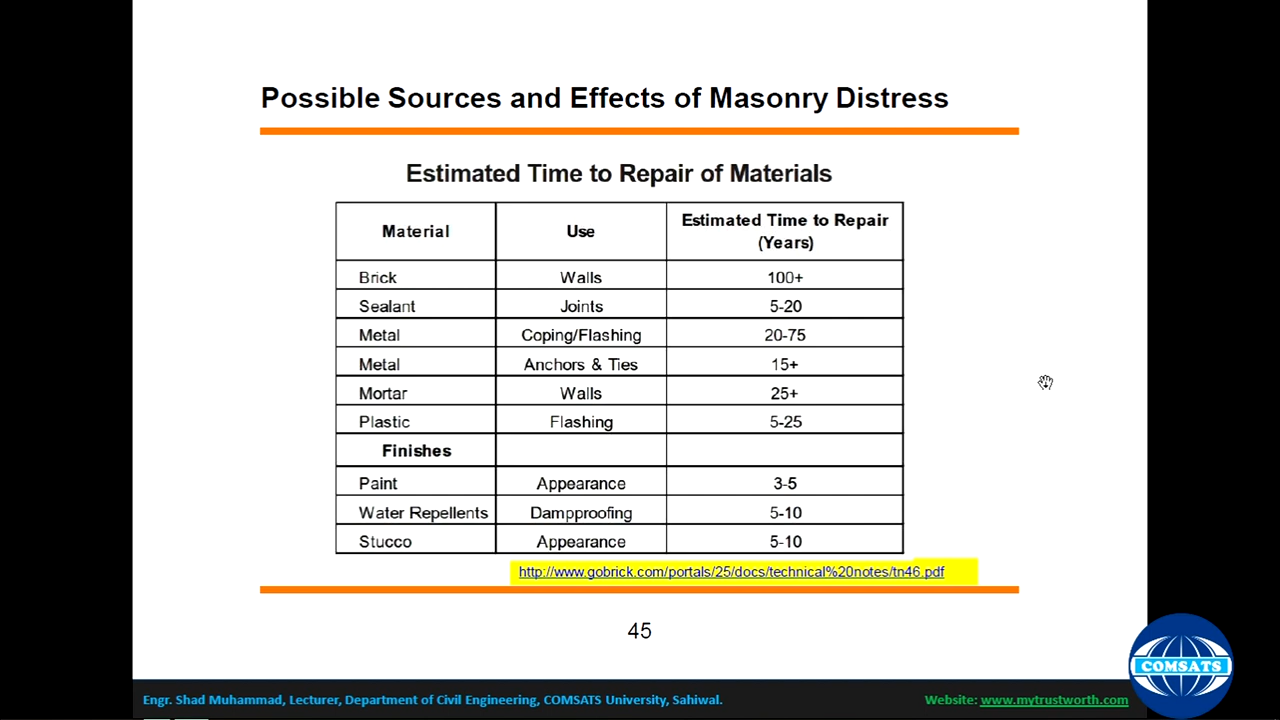 Possible Sources and Effects of Masonry Distress
Estimated Time to Repair of Materials
Material Use Estimated Time to Repair (Years)
Brick Walls 100+
Sealant Joints 5-20
Metal Coping/Flashing 20-75
Metal Anchors & Ties 15+
Mortar Walls 25+
Plastic Flashing 5-25
Finishes
Paint Appearance 3-5
Water Repellents Dampproofing 5-10
Stucco Appearance 5-10
http://www.gobrick.com/portals/25/docs/technical%20notes/tn46.pdf
45
COMSATS
Engr. Shad Muhammad, Lecturer, Department of Civil Engineering, COMSATS University, Sahiwal. Website: www.mytrustworth.com